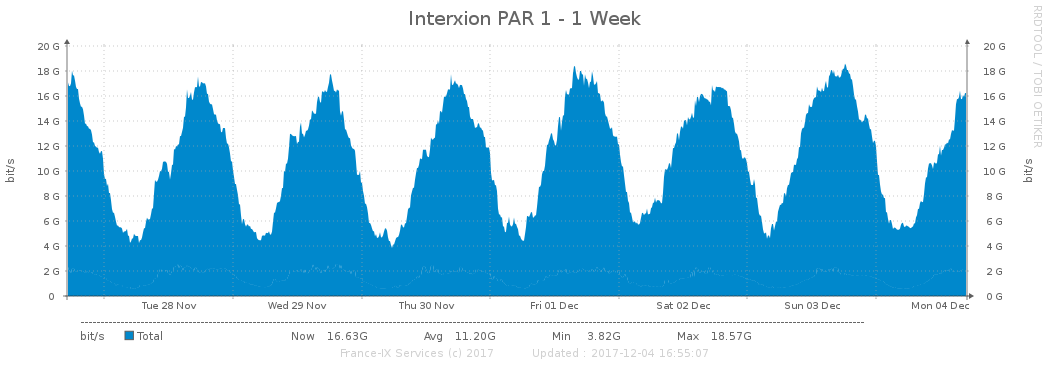 Interxion PAR 1 - 1 Week
RRDTOOL / TOBI OETIKER
bit/s
20 G
18 G
16 G
14 G
12 G
10 G
8 G
6 G
4 G
2 G
0
20 G
18 G
16 G
14 G
12 G
10 G
8 G
6 G
4 G
2 G
0 G
bit/s
Tue 28 Nov Wed 29 Nov Thu 30 Nov Fri 01 Dec Sat 02 Dec Sun 03 Dec Mon 04 Dec
bit/s Total Now 16.63G Avg 11.20G Min 3.82G Max 18.57G
France-IX Services (c) 2017 Updated : 2017-12-04 16:55:07